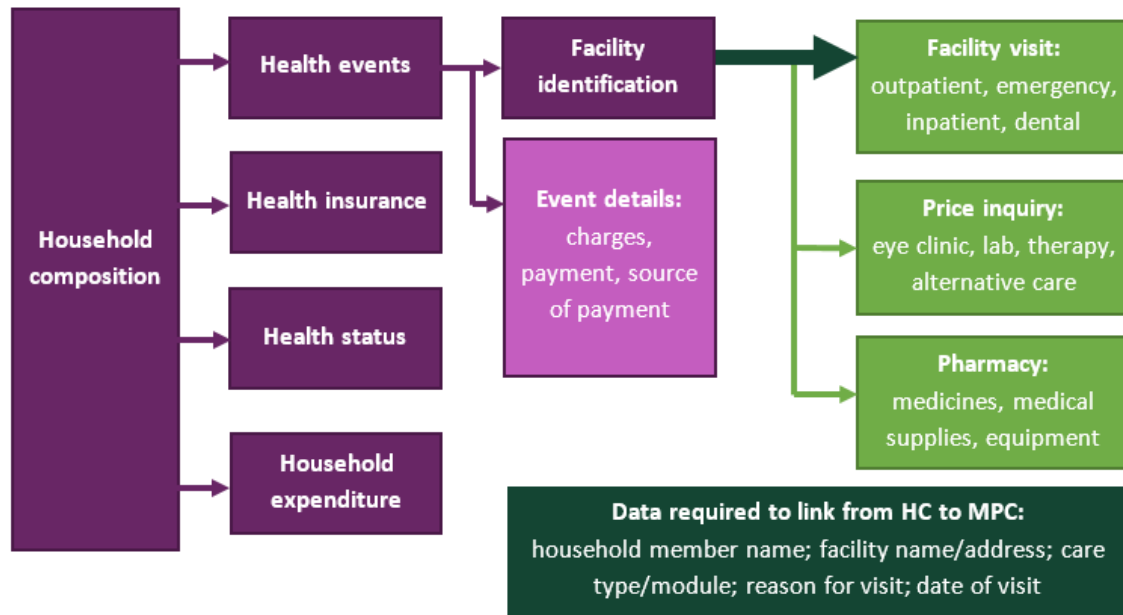 Household
composition
Health events
Health insurance
Health status
Household
expenditure
Facility
identification
Event details:
charges,
payment, source
of payment
Facility visit:
outpatient, emergency,
inpatient, dental
Price inquiry:
eye clinic, lab, therapy,
alternative care
Pharmacy:
medicines, medical
supplies, equipment
Data required to link from HC to MPC:
household member name; facility name/address; care
type/module; reason for visit; date of visit